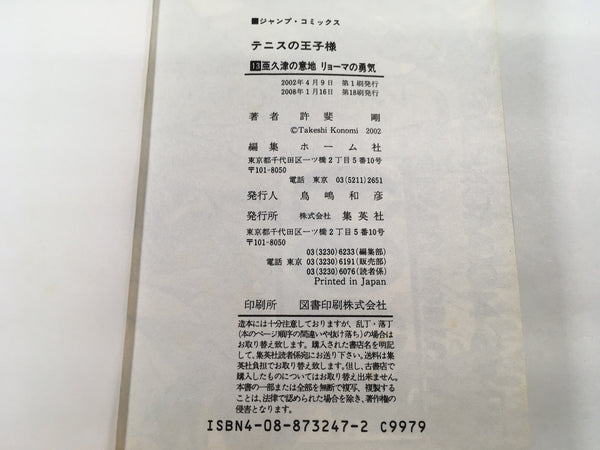 ■ジャンプ・コミックス
テニスの王子様
13亜久津の意地 リョーマの勇気
2002年4月9日 第1刷発行
2008年1月16日 第18刷発行
著者 許斐 剛
©Takeshi Konomi 2002
編集 ホーム社
東京都千代田区一ツ橋2丁目5番10号
〒101-8050
電話 東京 03(5211)2651
発行人 鳥嶋和彦
発行所 株式会社 集英社
東京都千代田区一ツ橋2丁目5番10号
〒101-8050
03(3230)6233(編集部)
電話 東京 03(3230)6191(販売部)
03(3230)6076(読者係)
Printed in Japan
印刷所 図書印刷株式会社
造本には十分注意しておりますが、乱丁・落丁
(本のページ順序の間違いや抜け落ち)の場合は
お取り替え致します。購入された書店名を明記
して、集英社読者係宛にお送り下さい。送料は集
英社負担でお取り替え致します。但し、古書店で
購入したものについてはお取り替え出来ません。
本書の一部または全部を無断で複写、複製する
ことは、法律で認められた場合を除き、著作権の
侵害となります。
ISBN4-08-873247-2 C9979